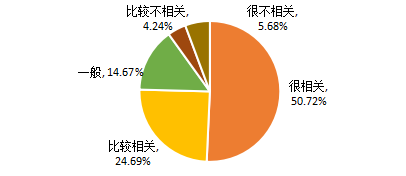 比较不相关,
4.24%
很不相关,
5.68%
一般, 14.67%
很相关,
50.72%
比较相关,
24.69%